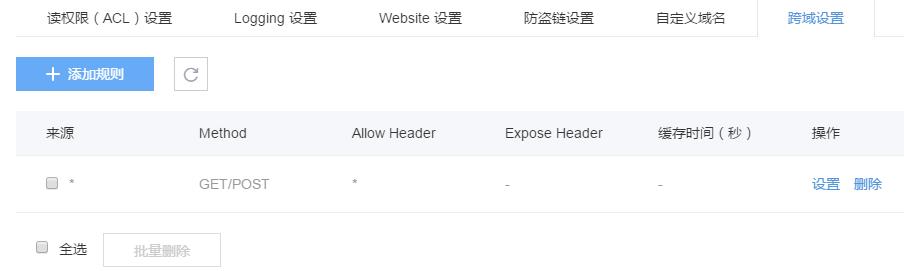 读权限（ACL）设置 Logging 设置 Website 设置 防盗链设置 自定义域名 跨域设置
+ 添加规则
来源 Method Allow Header Expose Header 缓存时间（秒） 操作
* GET/POST * - - 设置 删除
全选 批量删除